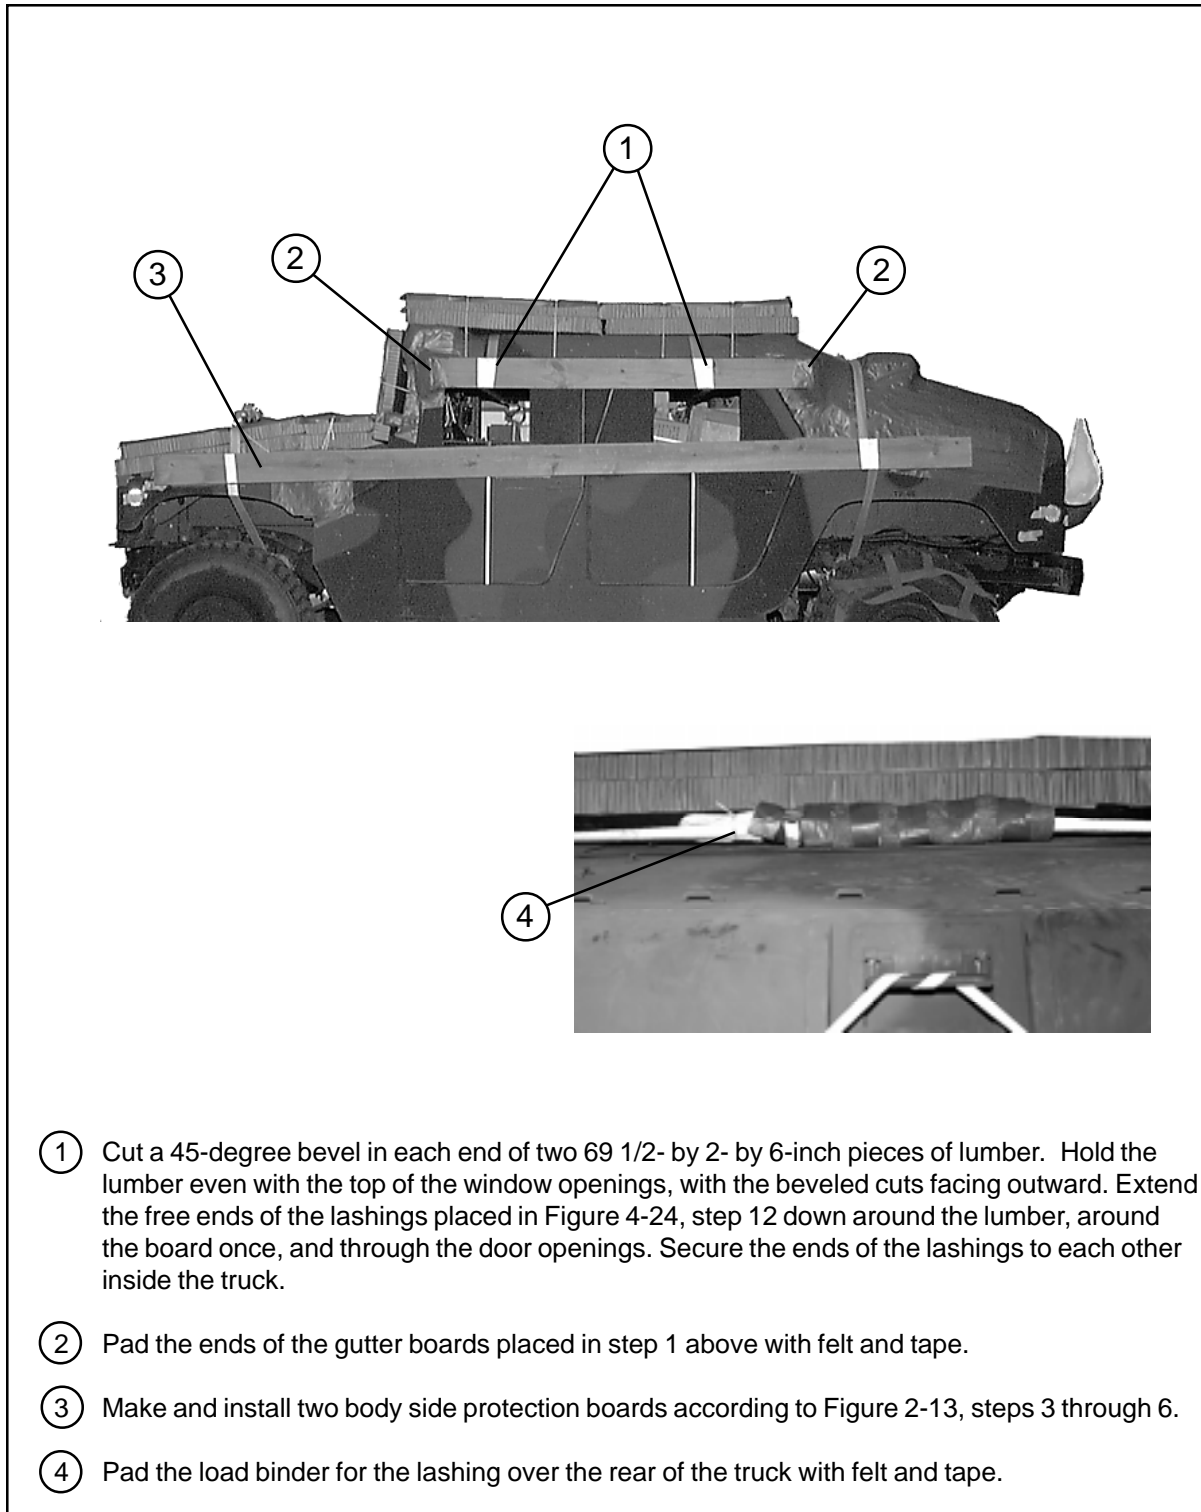 1
2
2
3
4
1 Cut a 45-degree bevel in each end of two 69 1/2- by 2- by 6-inch pieces of lumber. Hold the
lumber even with the top of the window openings, with the beveled cuts facing outward. Extend
the free ends of the lashings placed in Figure 4-24, step 12 down around the lumber, around
the board once, and through the door openings. Secure the ends of the lashings to each other
inside the truck.
2 Pad the ends of the gutter boards placed in step 1 above with felt and tape.
3 Make and install two body side protection boards according to Figure 2-13, steps 3 through 6.
4 Pad the load binder for the lashing over the rear of the truck with felt and tape.